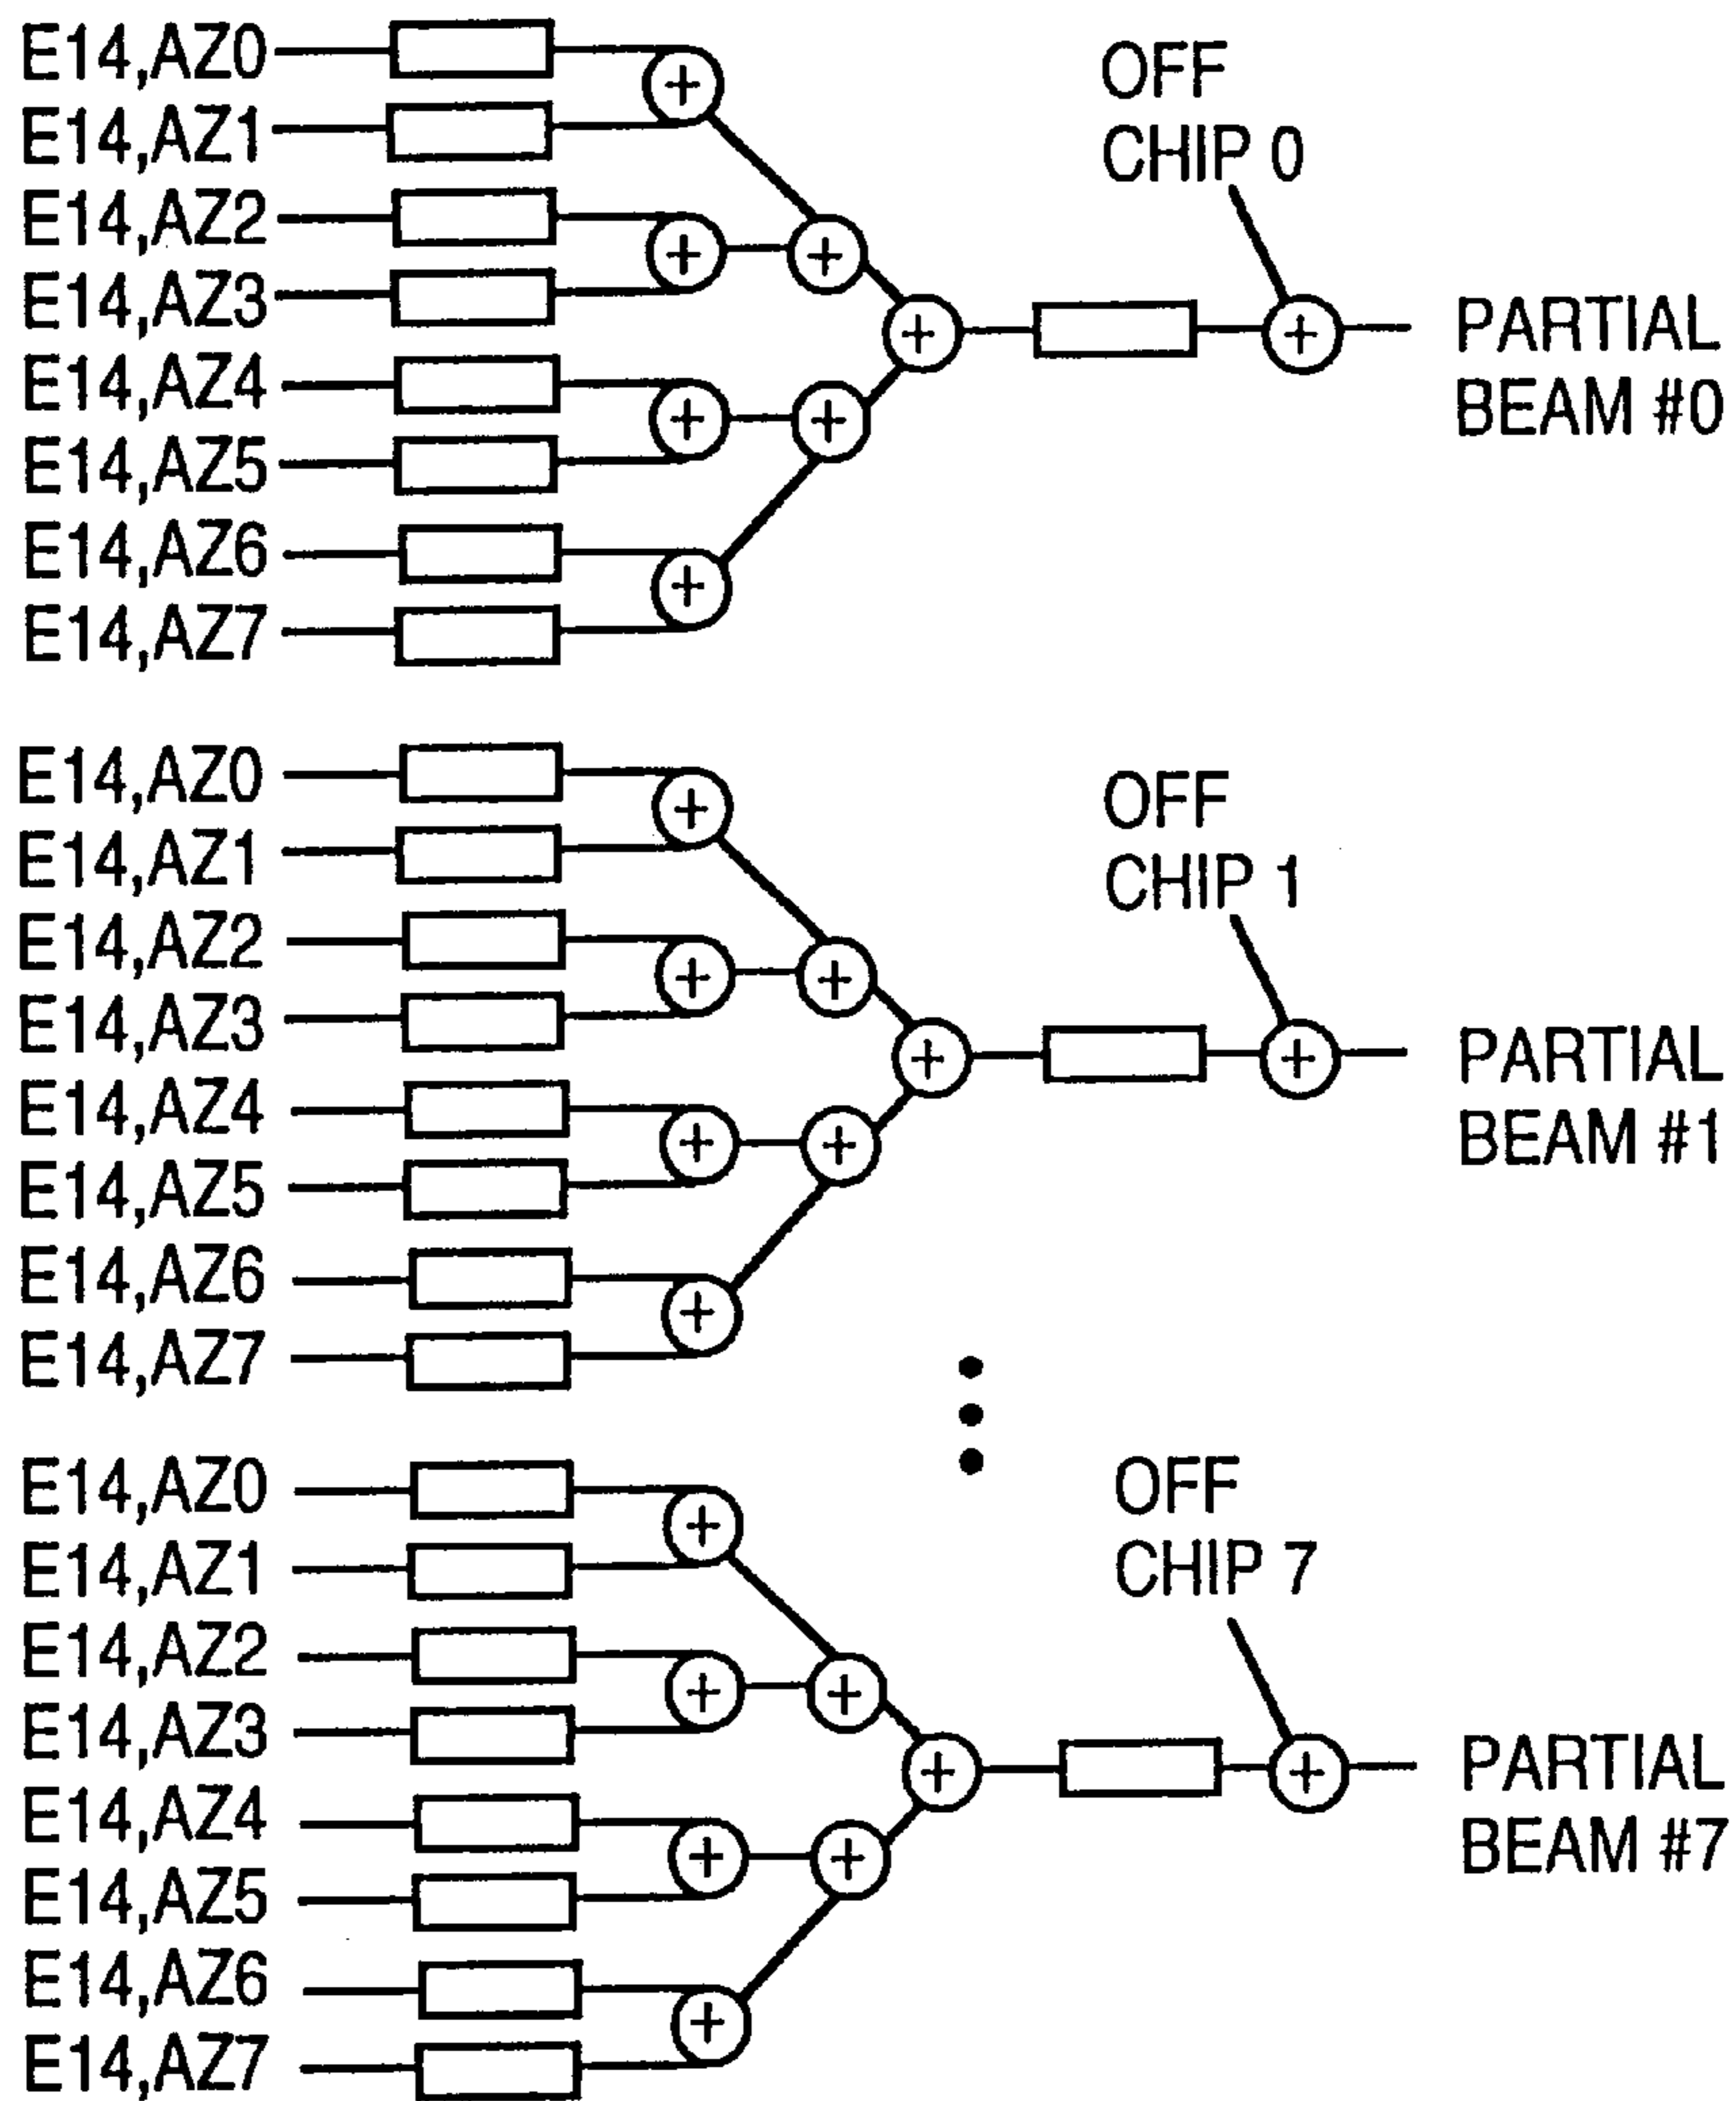 E14,AZ0
E14,AZ1
E14,AZ2
E14,AZ3
E14,AZ4
E14,AZ5
E14,AZ6
E14,AZ7
OFF
CHIP 0
PARTIAL
BEAM #0
E14,AZ0
E14,AZ1
E14,AZ2
E14,AZ3
E14,AZ4
E14,AZ5
E14,AZ6
E14,AZ7
OFF
CHIP 1
PARTIAL
BEAM #1
E14,AZ0
E14,AZ1
E14,AZ2
E14,AZ3
E14,AZ4
E14,AZ5
E14,AZ6
E14,AZ7
OFF
CHIP 7
PARTIAL
BEAM #7